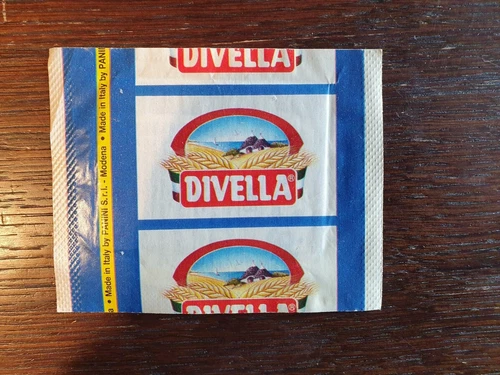 DIVELLA
DIVELLA®
DIVELLA
Made in Italy by PANINI S.r.l. - Modena • Made in Italy by PANINI